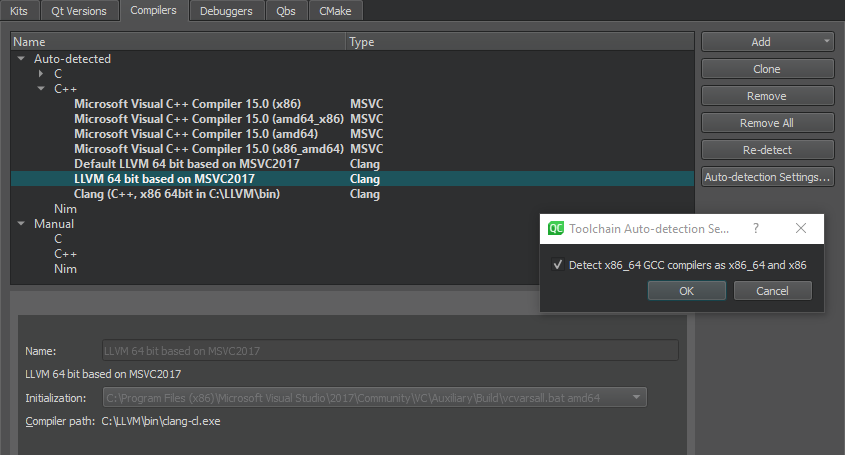 Kits Qt Versions Compilers Debuggers Qbs CMake
Name Type
Add
Auto-detected
Clone
C
C++
Remove
Microsoft Visual C++ Compiler 15.0 (x86) MSVC
Microsoft Visual C++ Compiler 15.0 (amd64_x86) MSVC
Remove All
Microsoft Visual C++ Compiler 15.0 (amd64) MSVC
Microsoft Visual C++ Compiler 15.0 (x86_amd64) MSVC
Re-detect
Default LLVM 64 bit based on MSVC2017 Clang
LLVM 64 bit based on MSVC2017 Clang
Auto-detection Settings...
Clang (C++, x86 64bit in C:\LLVM\bin) Clang
Nim
Manual
C
C++
Nim
QC Toolchain Auto-detection Se... ?
Detect x86_64 GCC compilers as x86_64 and x86
OK Cancel
Name: LLVM 64 bit based on MSVC2017
LLVM 64 bit based on MSVC2017
Initialization: C:\Program Files (x86)\Microsoft Visual Studio\2017\Community\VC\Auxiliary\Build\vcvarsall.bat amd64
Compiler path: C:\LLVM\bin\clang-cl.exe